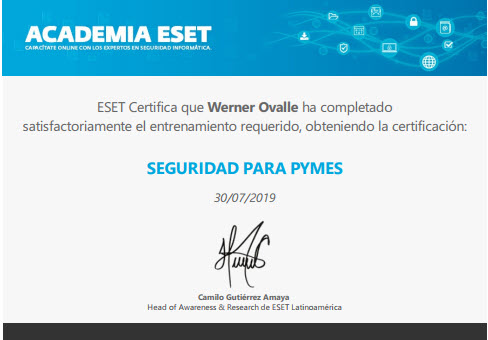 ACADEMIA ESET
CAPACÍTATE ONLINE CON LOS EXPERTOS EN SEGURIDAD INFORMÁTICA.
ESET Certifica que Werner Ovalle ha completado
satisfactoriamente el entrenamiento requerido, obteniendo la certificación:
SEGURIDAD PARA PYMES
30/07/2019
Camilo Gutiérrez Amaya
Head of Awareness & Research de ESET Latinoamérica